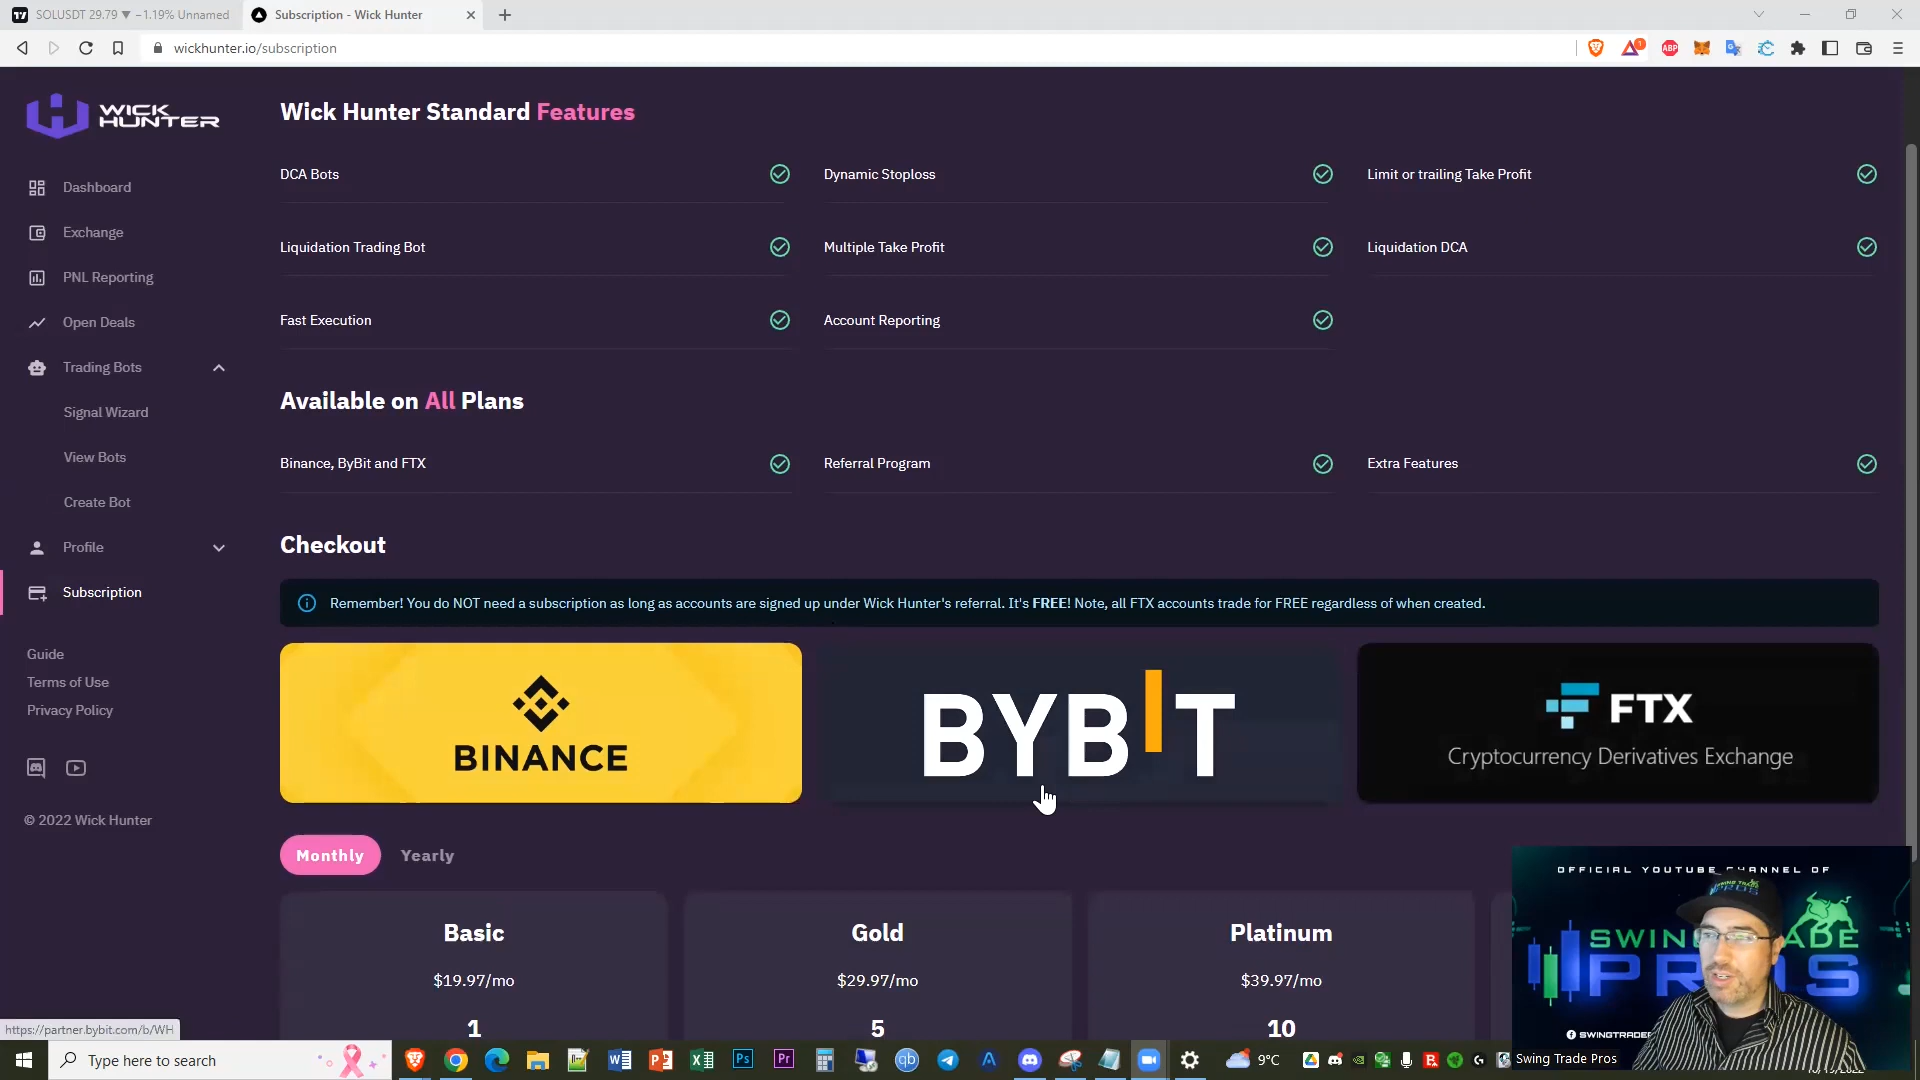 SOLUSDT 29.79 ▼ −1.19% Unnamed
Subscription - Wick Hunter
wickhunter.io/subscription
WICK
HUNTER
Dashboard
Exchange
PNL Reporting
Open Deals
Trading Bots
Signal Wizard
View Bots
Create Bot
Profile
Subscription
Guide
Terms of Use
Privacy Policy
© 2022 Wick Hunter
Wick Hunter Standard Features
DCA Bots
Dynamic Stoploss
Limit or trailing Take Profit
Liquidation Trading Bot
Multiple Take Profit
Liquidation DCA
Fast Execution
Account Reporting
Available on All Plans
Binance, ByBit and FTX
Referral Program
Extra Features
Checkout
Remember! You do NOT need a subscription as long as accounts are signed up under Wick Hunter's referral. It's FREE! Note, all FTX accounts trade for FREE regardless of when created.
BINANCE
BYBIT
FTX
Cryptocurrency Derivatives Exchange
Monthly
Yearly
Basic
$19.97/mo
1
Gold
$29.97/mo
5
Platinum
$39.97/mo
10
OFFICIAL YOUTUBE CHANNEL OF
SWING TRADE
PROS
Swing Trade Pros
https://partner.bybit.com/b/WH
Type here to search
9°C